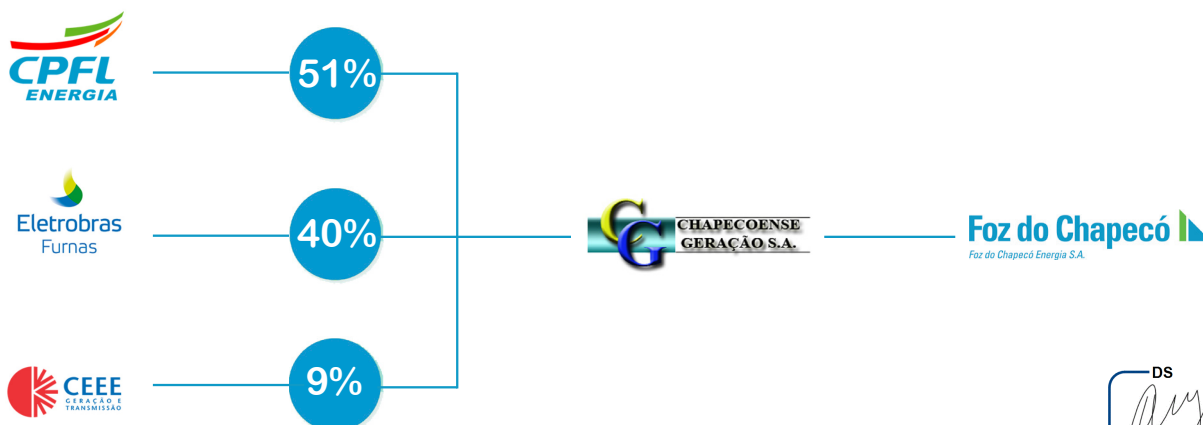 CPFL
ENERGIA
51%
Eletrobras
Furnas
40%
CHAPECOENSE
GERAÇÃO S.A.
Foz do Chapecó
Foz do Chapecó Energia S.A.
CEEE
GERAÇÃO E
TRANSMISSÃO
9%
DS